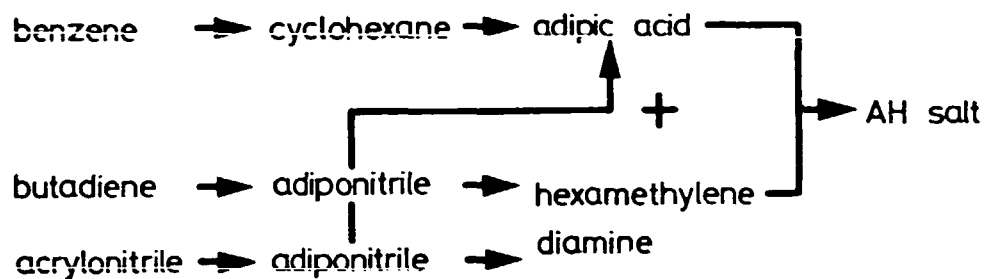 benzene cyclohexane adipic acid
+
AH salt
butadiene adiponitrile hexamethylene
diamine
acrylonitrile adiponitrile